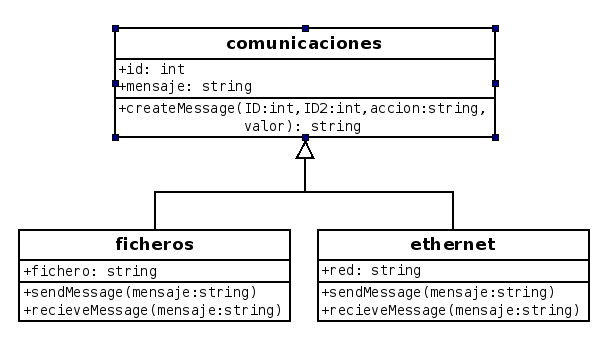 comunicaciones
+id: int
+mensaje: string
+createMessage(ID:int,ID2:int,accion:string,
valor): string
ficheros
+fichero: string
+sendMessage(mensaje:string)
+recieveMessage(mensaje:string)
ethernet
+red: string
+sendMessage(mensaje:string)
+recieveMessage(mensaje:string)